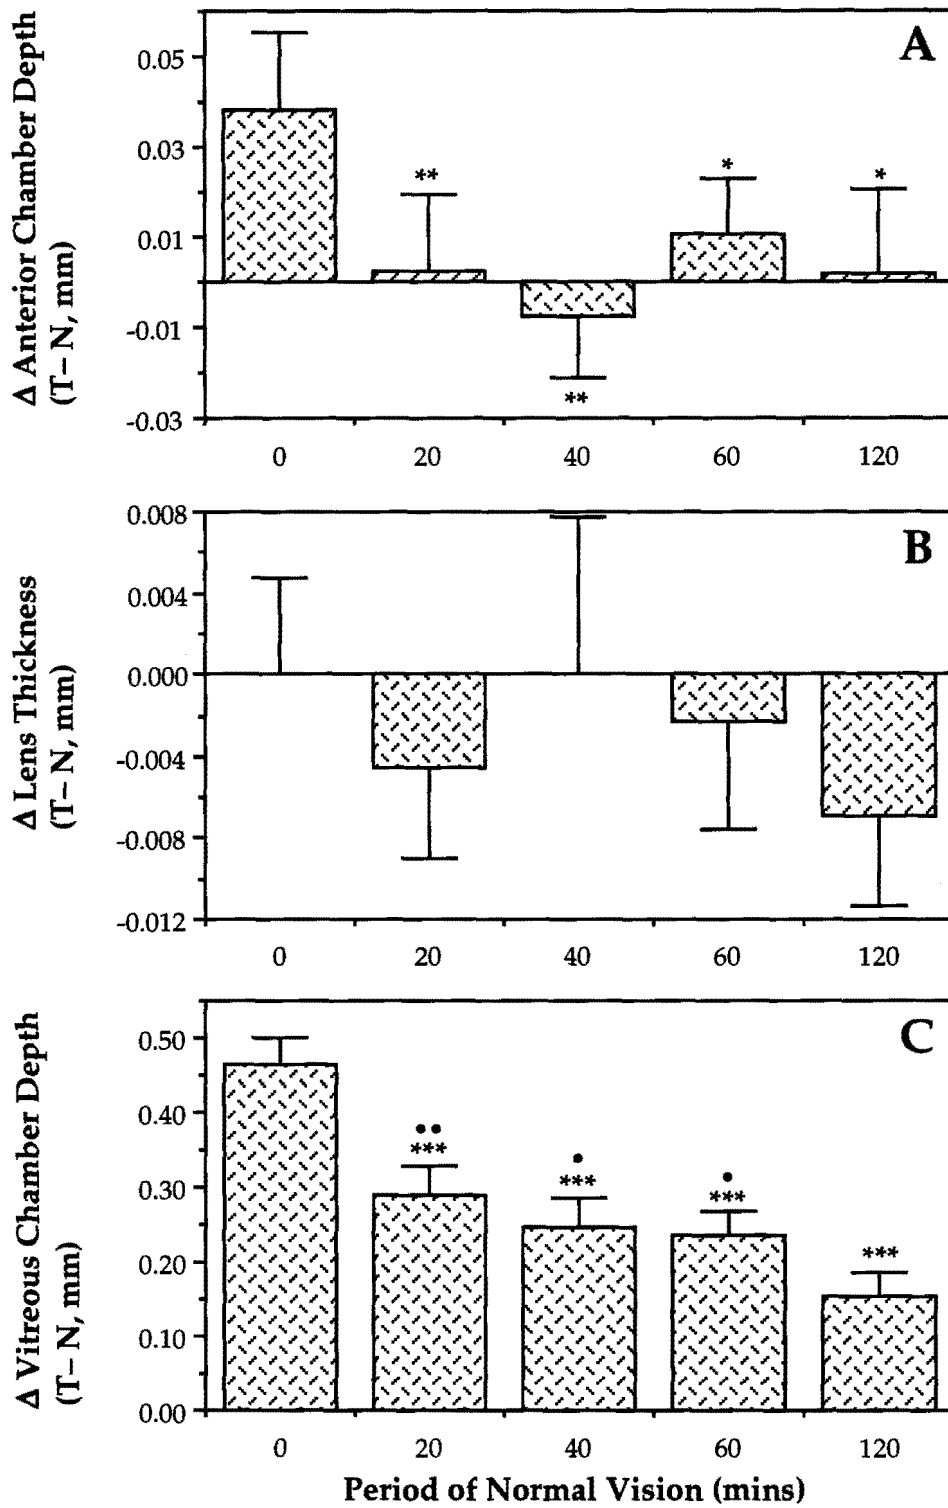 A
Δ Anterior Chamber Depth
(T– N, mm)
0.05
0.03
0.01
-0.01
-0.03
**
**
*
*
0 20 40 60 120
B
Δ Lens Thickness
(T– N, mm)
0.008
0.004
0.000
-0.004
-0.008
-0.012
0 20 40 60 120
C
Δ Vitreous Chamber Depth
(T– N, mm)
0.50
0.40
0.30
0.20
0.10
0.00
••
***
•
***
•
***
***
0 20 40 60 120
Period of Normal Vision (mins)